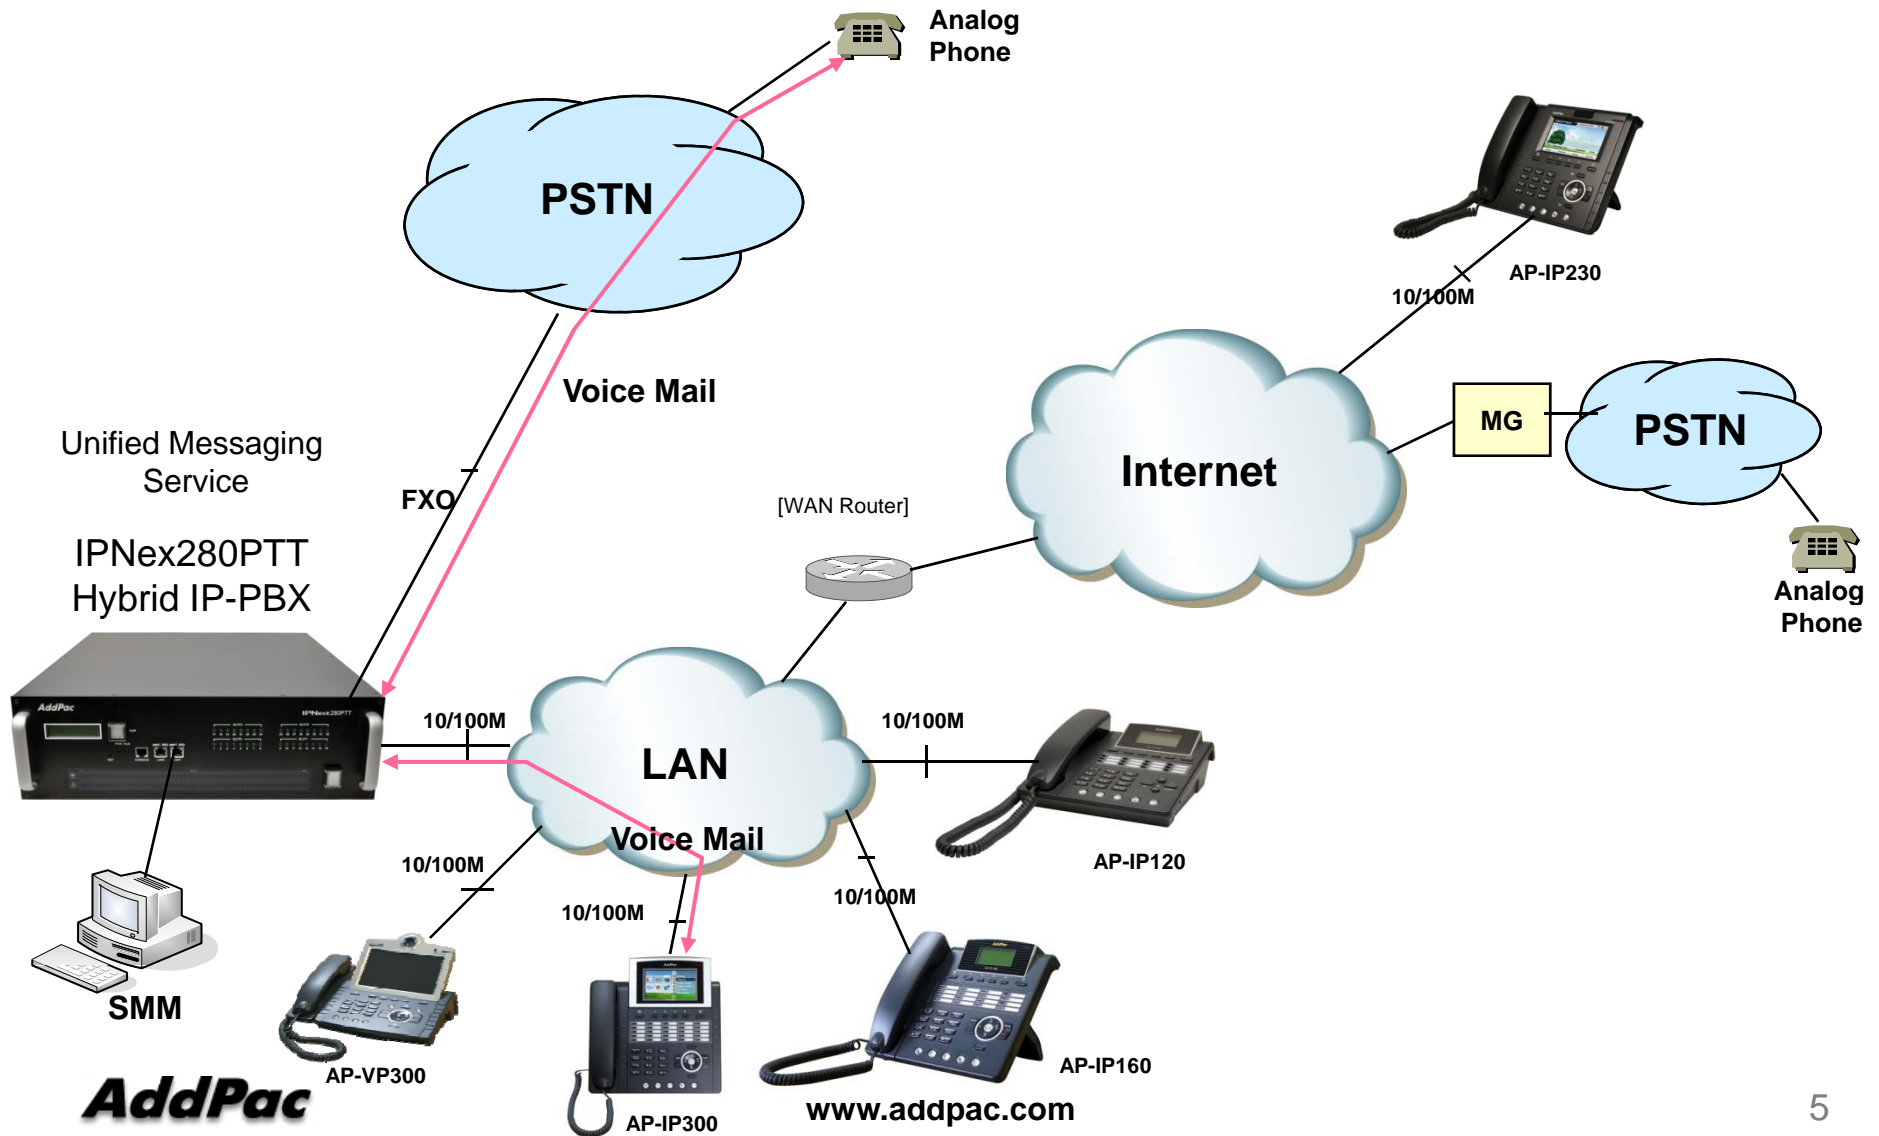 Analog
Phone
PSTN
AP-IP230
10/100M
Voice Mail
MG
PSTN
Unified Messaging
Service
Internet
FXO
[WAN Router]
IPNex280PTT
Hybrid IP-PBX
Analog
Phone
AddPac
IPNext280PTT
10/100M
10/100M
LAN
Voice Mail
10/100M
AP-IP120
10/100M
10/100M
SMM
AP-VP300
AP-IP160
AddPac
www.addpac.com
AP-IP300
5